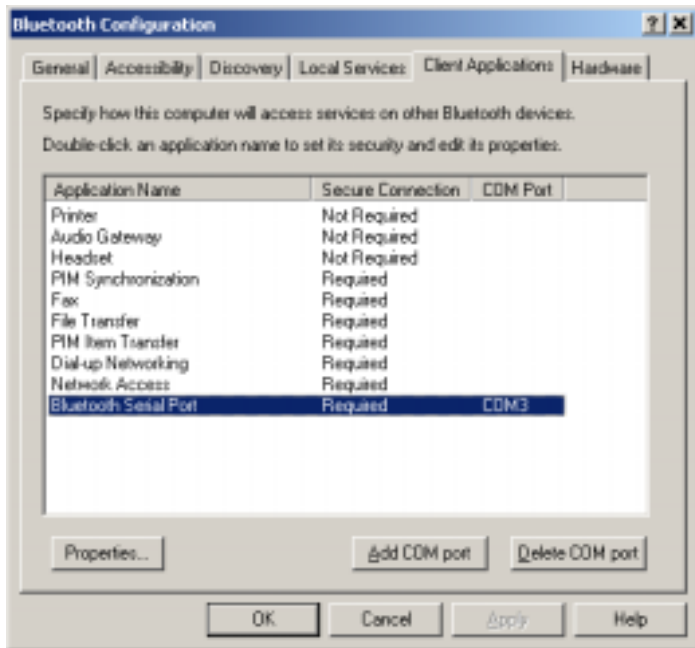 Bluetooth Configuration
General Accessibility Discovery Local Services Client Applications Hardware
Specify how this computer will access services on other Bluetooth devices.
Double-click an application name to set its security and edit its properties.
Application Name Secure Connection COM Port
Printer Not Required
Audio Gateway Not Required
Headset Not Required
PIM Synchronization Required
Fax Required
File Transfer Required
PIM Item Transfer Required
Dial-up Networking Required
Network Access Required
Bluetooth Serial Port Required COM3
Properties... Add COM port Delete COM port
OK Cancel Apply Help